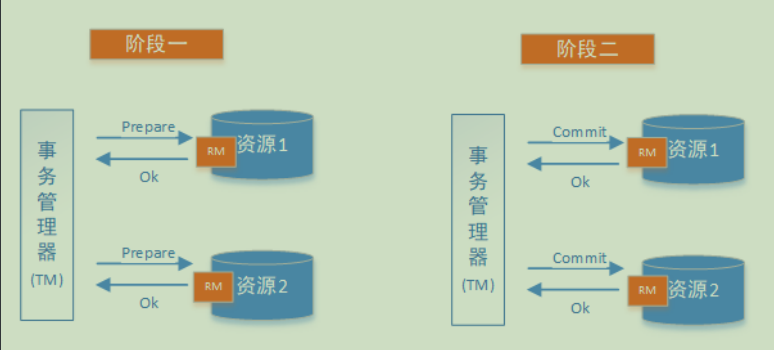 阶段一
事务管理器
(TM)
Prepare
Ok
RM
资源1
Prepare
Ok
RM
资源2
阶段二
事务管理器
(TM)
Commit
Ok
RM
资源1
Commit
Ok
RM
资源2